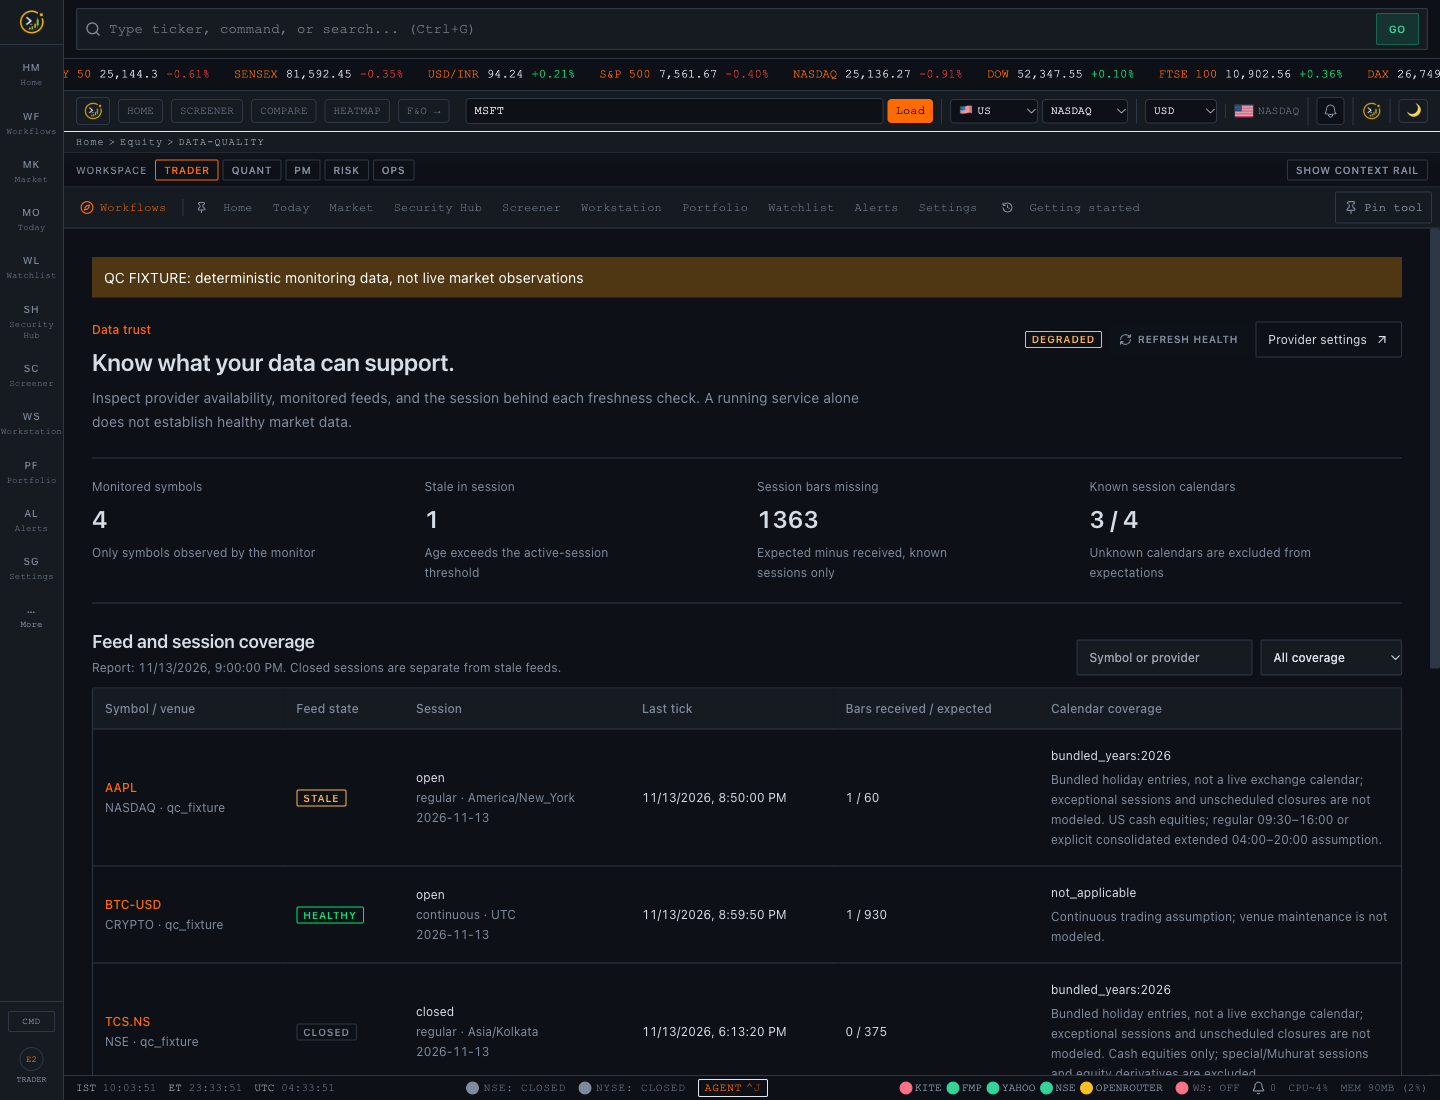 Type ticker, command, or search... (Ctrl+G)
GO
Y 50 25,144.3 -0.61% SENSEX 81,592.45 -0.35% USD/INR 94.24 +0.21% S&P 500 7,561.67 -0.40% NASDAQ 25,136.27 -0.91% DOW 52,347.55 +0.10% FTSE 100 10,902.56 +0.36% DAX 26,749
HOME SCREENER COMPARE HEATMAP F&O → MSFT Load US NASDAQ USD NASDAQ
Home > Equity > DATA-QUALITY
WORKSPACE TRADER QUANT PM RISK OPS SHOW CONTEXT RAIL
Workflows Home Today Market Security Hub Screener Workstation Portfolio Watchlist Alerts Settings Getting started Pin tool
HM
Home
WF
Workflows
MK
Market
MO
Today
WL
Watchlist
SH
Security
Hub
SC
Screener
WS
Workstation
PF
Portfolio
AL
Alerts
SG
Settings
...
More
CMD
E2
TRADER
QC FIXTURE: deterministic monitoring data, not live market observations
Data trust
Know what your data can support.
Inspect provider availability, monitored feeds, and the session behind each freshness check. A running service alone
does not establish healthy market data.
DEGRADED REFRESH HEALTH Provider settings
Monitored symbols
4
Only symbols observed by the monitor
Stale in session
1
Age exceeds the active-session
threshold
Session bars missing
1363
Expected minus received, known
sessions only
Known session calendars
3 / 4
Unknown calendars are excluded from
expectations
Feed and session coverage
Report: 11/13/2026, 9:00:00 PM. Closed sessions are separate from stale feeds.
Symbol or provider All coverage
Symbol / venue Feed state Session Last tick Bars received / expected Calendar coverage
AAPL
NASDAQ · qc_fixture
STALE
open
regular · America/New_York
2026-11-13
11/13/2026, 8:50:00 PM
1 / 60
bundled_years:2026
Bundled holiday entries, not a live exchange calendar;
exceptional sessions and unscheduled closures are not
modeled. US cash equities; regular 09:30–16:00 or
explicit consolidated extended 04:00–20:00 assumption.
BTC-USD
CRYPTO · qc_fixture
HEALTHY
open
continuous · UTC
2026-11-13
11/13/2026, 8:59:50 PM
1 / 930
not_applicable
Continuous trading assumption; venue maintenance is not
modeled.
TCS.NS
NSE · qc_fixture
CLOSED
closed
regular · Asia/Kolkata
2026-11-13
11/13/2026, 6:13:20 PM
0 / 375
bundled_years:2026
Bundled holiday entries, not a live exchange calendar;
exceptional sessions and unscheduled closures are not
modeled. Cash equities only; special/Muhurat sessions
and equity derivatives are excluded.
IST 10:03:51 ET 23:33:51 UTC 04:33:51 NSE: CLOSED NYSE: CLOSED AGENT ^J KITE FMP YAHOO NSE OPENROUTER WS: OFF 0 CPU~4% MEM 90MB (2%)